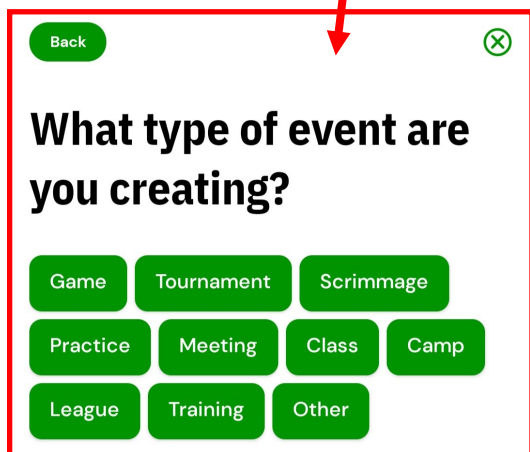 Back
What type of event are
you creating?
Game Tournament Scrimmage
Practice Meeting Class Camp
League Training Other